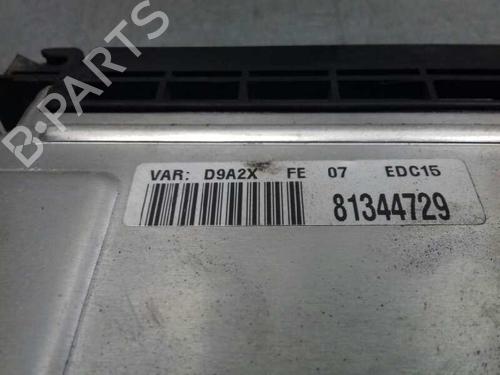 B-PARTS
VAR: D9A2X FE 07 EDC15
81344729